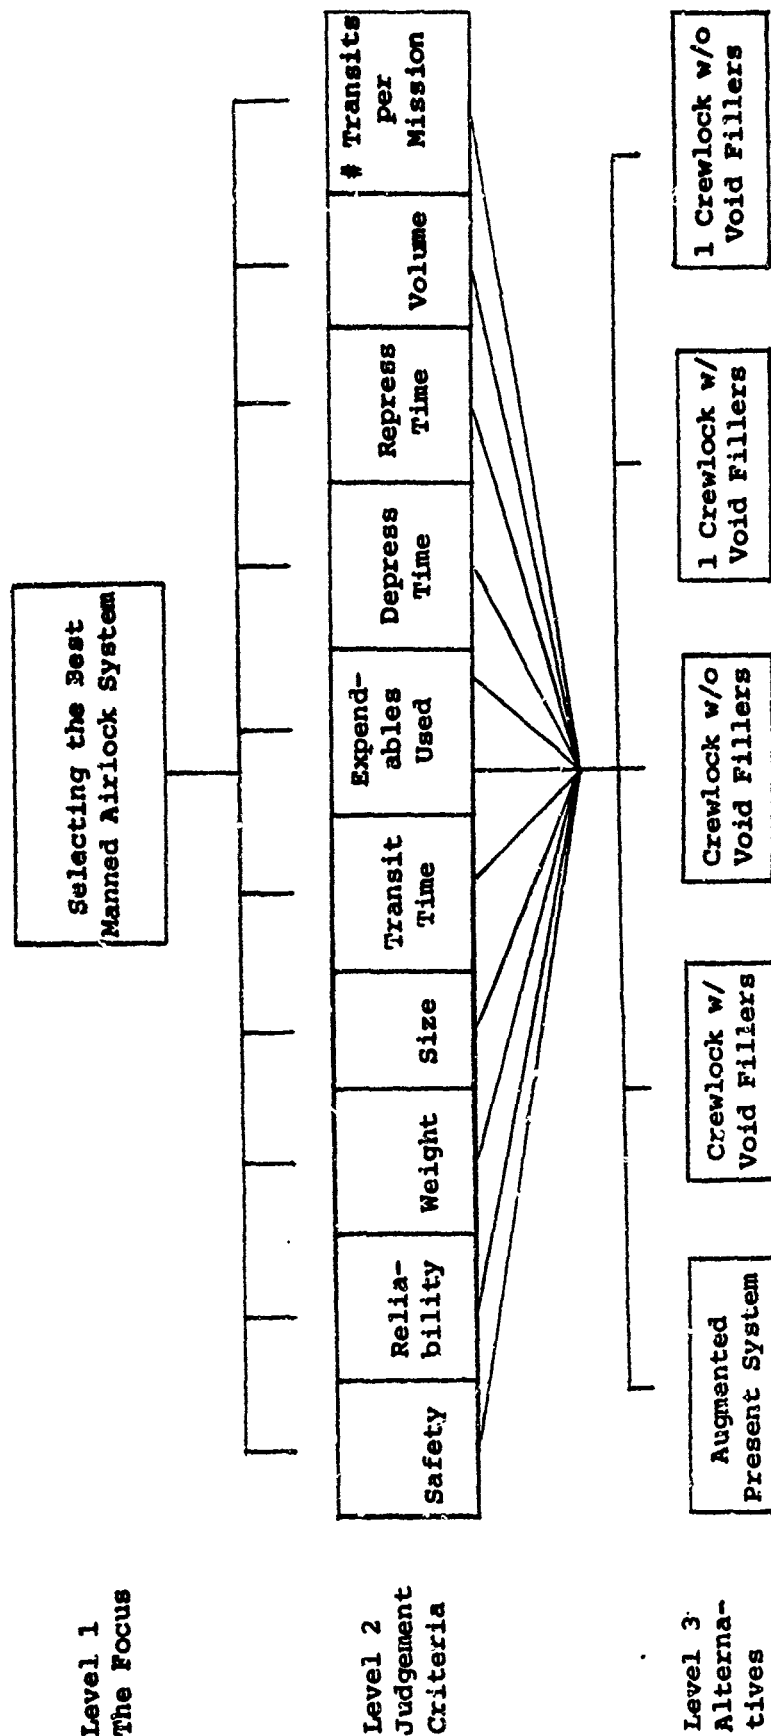 Level 1
The Focus
Selecting the Best
Manned Airlock System
Level 2
Judgement
Criteria
Safety
Relia-
bility
Weight
Size
Transit
Time
Expend-
ables
Used
Depress
Time
Repress
Time
Volume
# Transits
per
Mission
Level 3
Alterna-
tives
Augmented
Present System
Crewlock w/
Void Fillers
Crewlock w/o
Void Fillers
1 Crewlock w/
Void Fillers
1 Crewlock w/o
Void Fillers